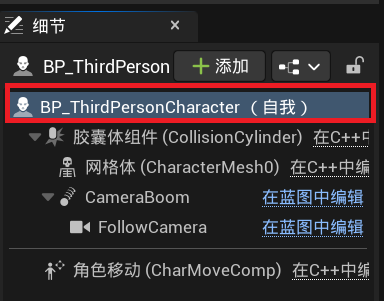 细节
BP_ThirdPerson 添加
BP_ThirdPersonCharacter （自我）
胶囊体组件 (CollisionCylinder) 在C++中编
网格体 (CharacterMesh0) 在C++中编
CameraBoom 在蓝图中编辑
FollowCamera 在蓝图中编辑
角色移动 (CharMoveComp) 在C++中编